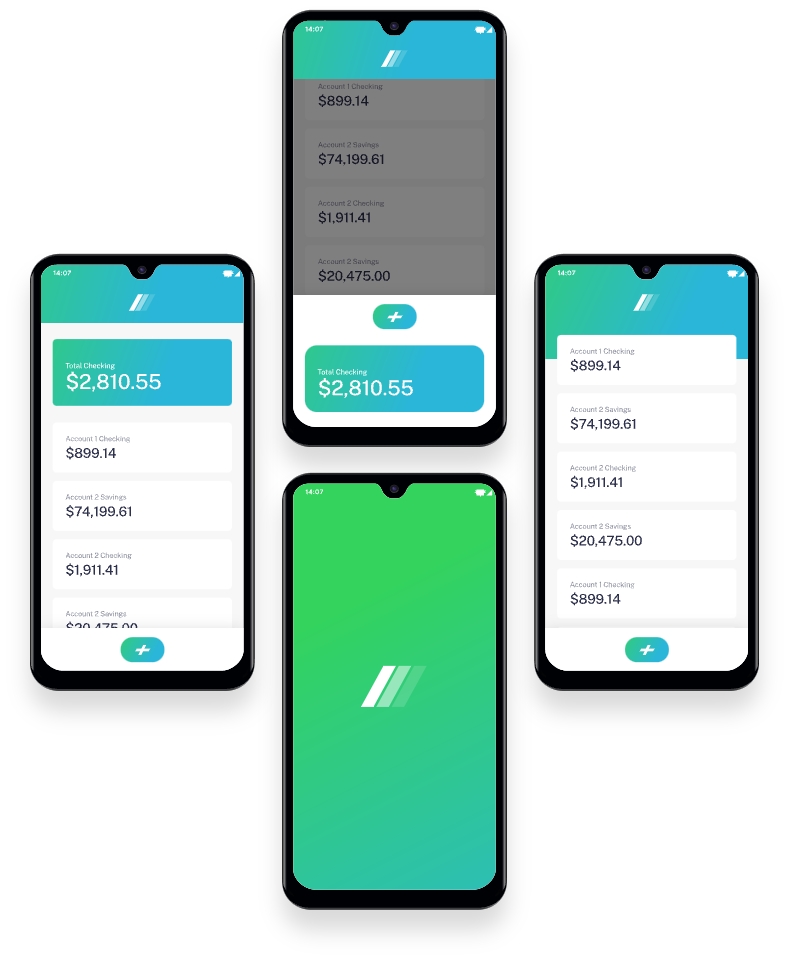 14:07
Account 1 Checking
$899.14
Account 2 Savings
$74,199.61
Account 2 Checking
$1,911.41
Account 2 Savings
$20,475.00
Total Checking
$2,810.55
14:07
Total Checking
$2,810.55
Account 1 Checking
$899.14
Account 2 Savings
$74,199.61
Account 2 Checking
$1,911.41
Account 2 Savings
$20,475.00
14:07
Account 1 Checking
$899.14
Account 2 Savings
$74,199.61
Account 2 Checking
$1,911.41
Account 2 Savings
$20,475.00
Account 1 Checking
$899.14
14:07